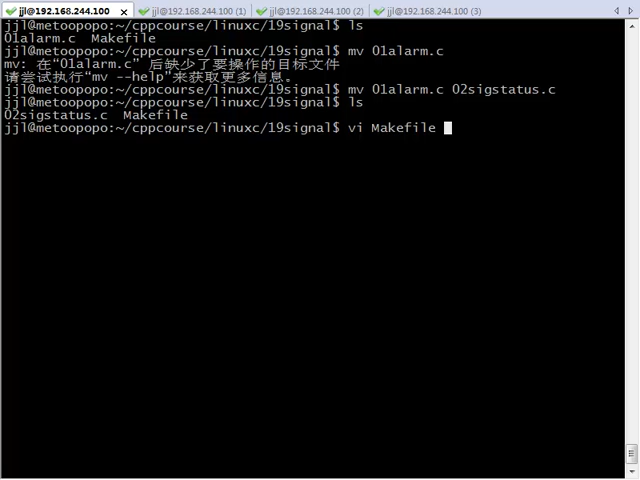 jjl@192.168.244.100 jjl@192.168.244.100 (1) jjl@192.168.244.100 (2) jjl@192.168.244.100 (3)
jjl@metoopopo:~/cppcourse/linuxc/19signal$ ls
01alarm.c  Makefile
jjl@metoopopo:~/cppcourse/linuxc/19signal$ mv 01alarm.c
mv: 在“01alarm.c” 后缺少了要操作的目标文件
请尝试执行“mv --help”来获取更多信息。
jjl@metoopopo:~/cppcourse/linuxc/19signal$ mv 01alarm.c 02sigstatus.c
jjl@metoopopo:~/cppcourse/linuxc/19signal$ ls
02sigstatus.c  Makefile
jjl@metoopopo:~/cppcourse/linuxc/19signal$ vi Makefile